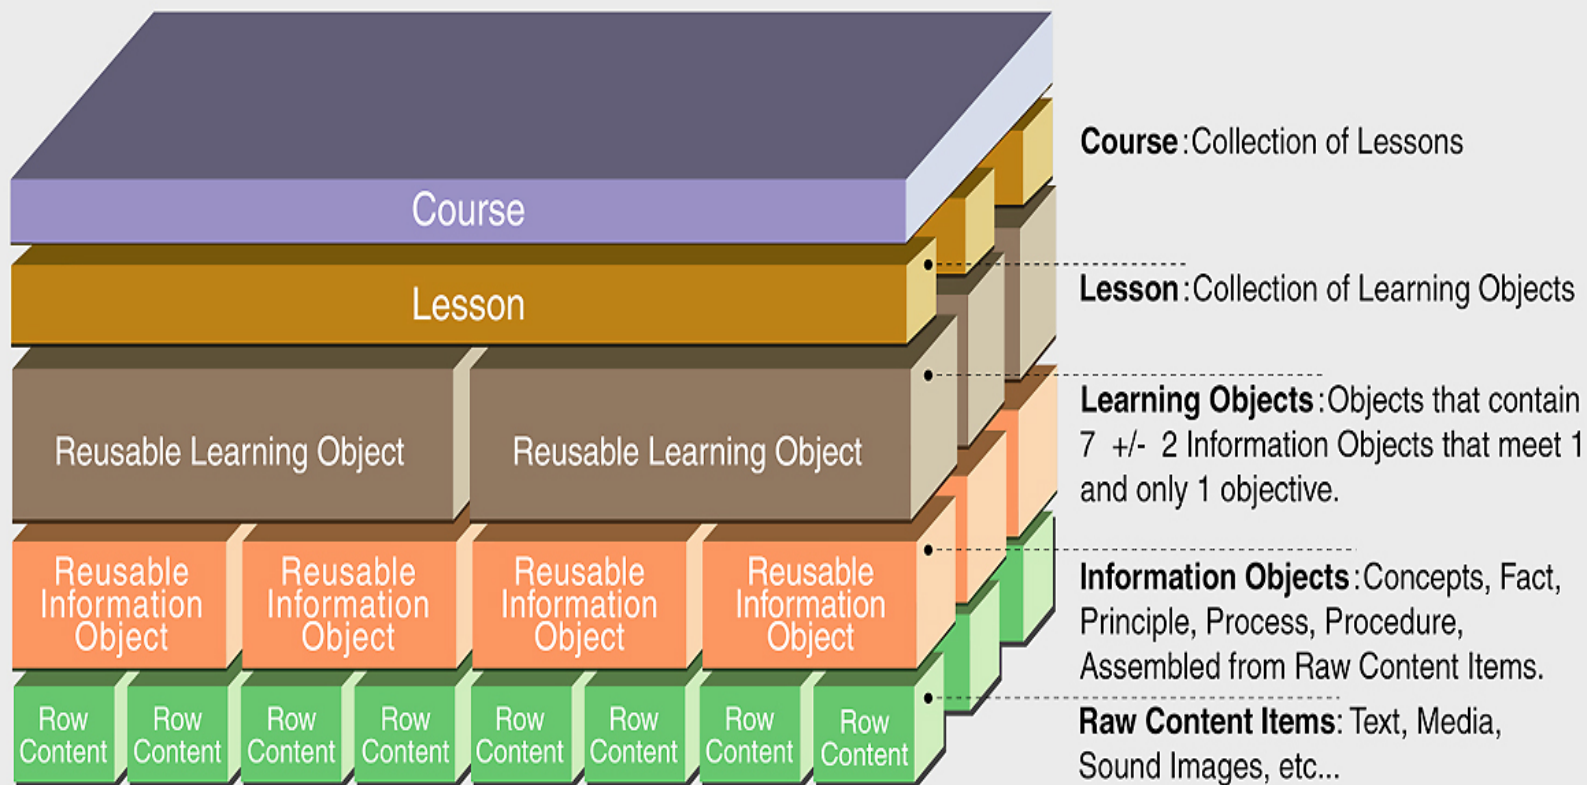 Course
Lesson
Reusable Learning Object
Reusable Learning Object
Reusable
Information
Object
Reusable
Information
Object
Reusable
Information
Object
Reusable
Information
Object
Row
Content
Row
Content
Row
Content
Row
Content
Row
Content
Row
Content
Row
Content
Row
Content
Course:Collection of Lessons
Lesson:Collection of Learning Objects
Learning Objects:Objects that contain
7 +/- 2 Information Objects that meet 1
and only 1 objective.
Information Objects:Concepts, Fact,
Principle, Process, Procedure,
Assembled from Raw Content Items.
Raw Content Items: Text, Media,
Sound Images, etc...